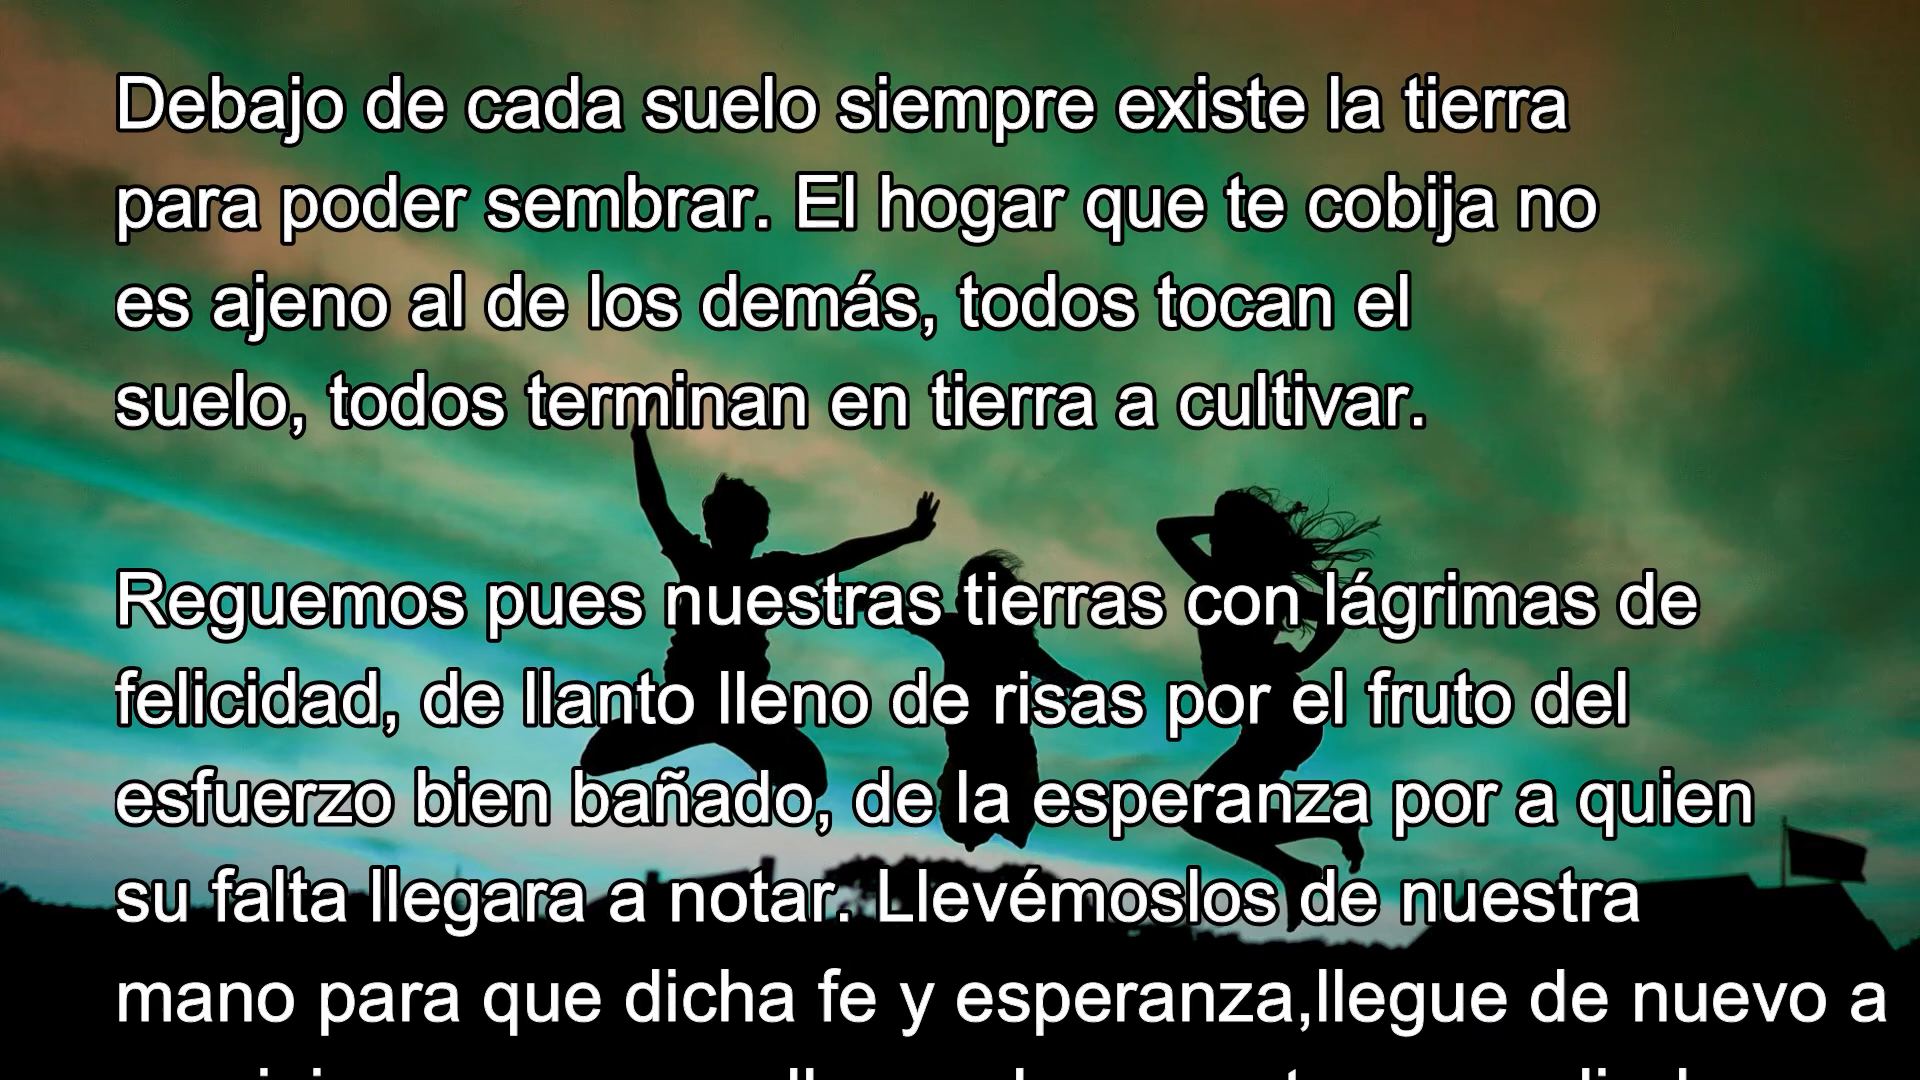 Debajo de cada suelo siempre existe la tierra
para poder sembrar. El hogar que te cobija no
es ajeno al de los demás, todos tocan el
suelo, todos terminan en tierra a cultivar.
Reguemos pues nuestras tierras con lágrimas de
felicidad, de llanto lleno de risas por el fruto del
esfuerzo bien bañado, de la esperanza por a quien
su falta llegara a notar. Llevémoslos de nuestra
mano para que dicha fe y esperanza,llegue de nuevo a